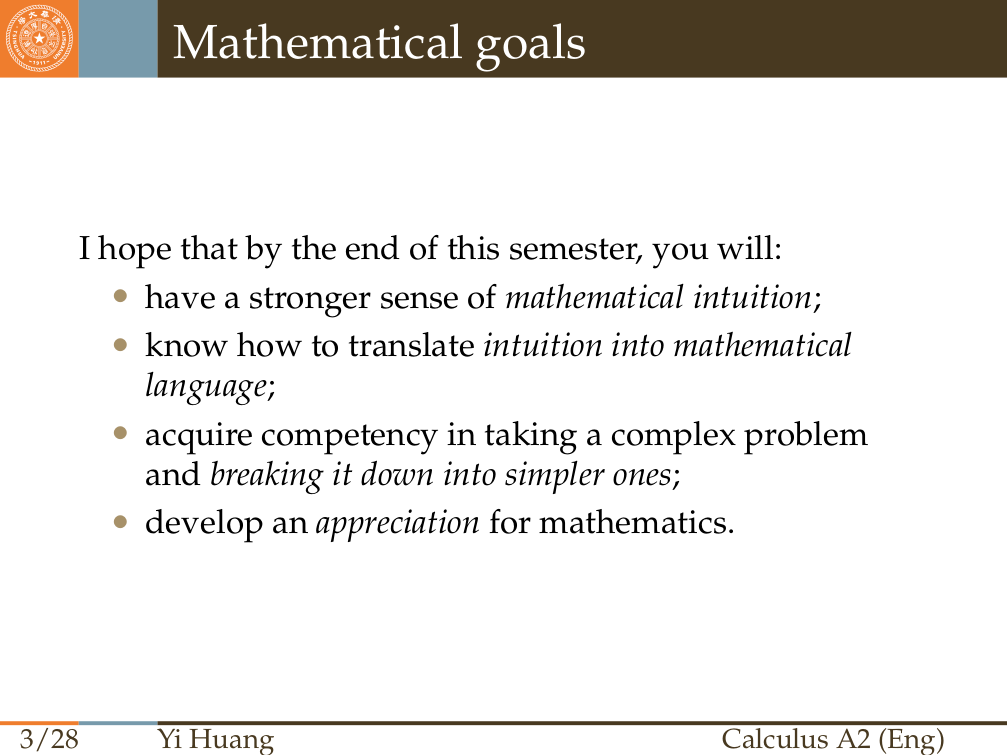 Mathematical goals
I hope that by the end of this semester, you will:
• have a stronger sense of mathematical intuition;
• know how to translate intuition into mathematical
language;
• acquire competency in taking a complex problem
and breaking it down into simpler ones;
• develop an appreciation for mathematics.
3/28 Yi Huang Calculus A2 (Eng)